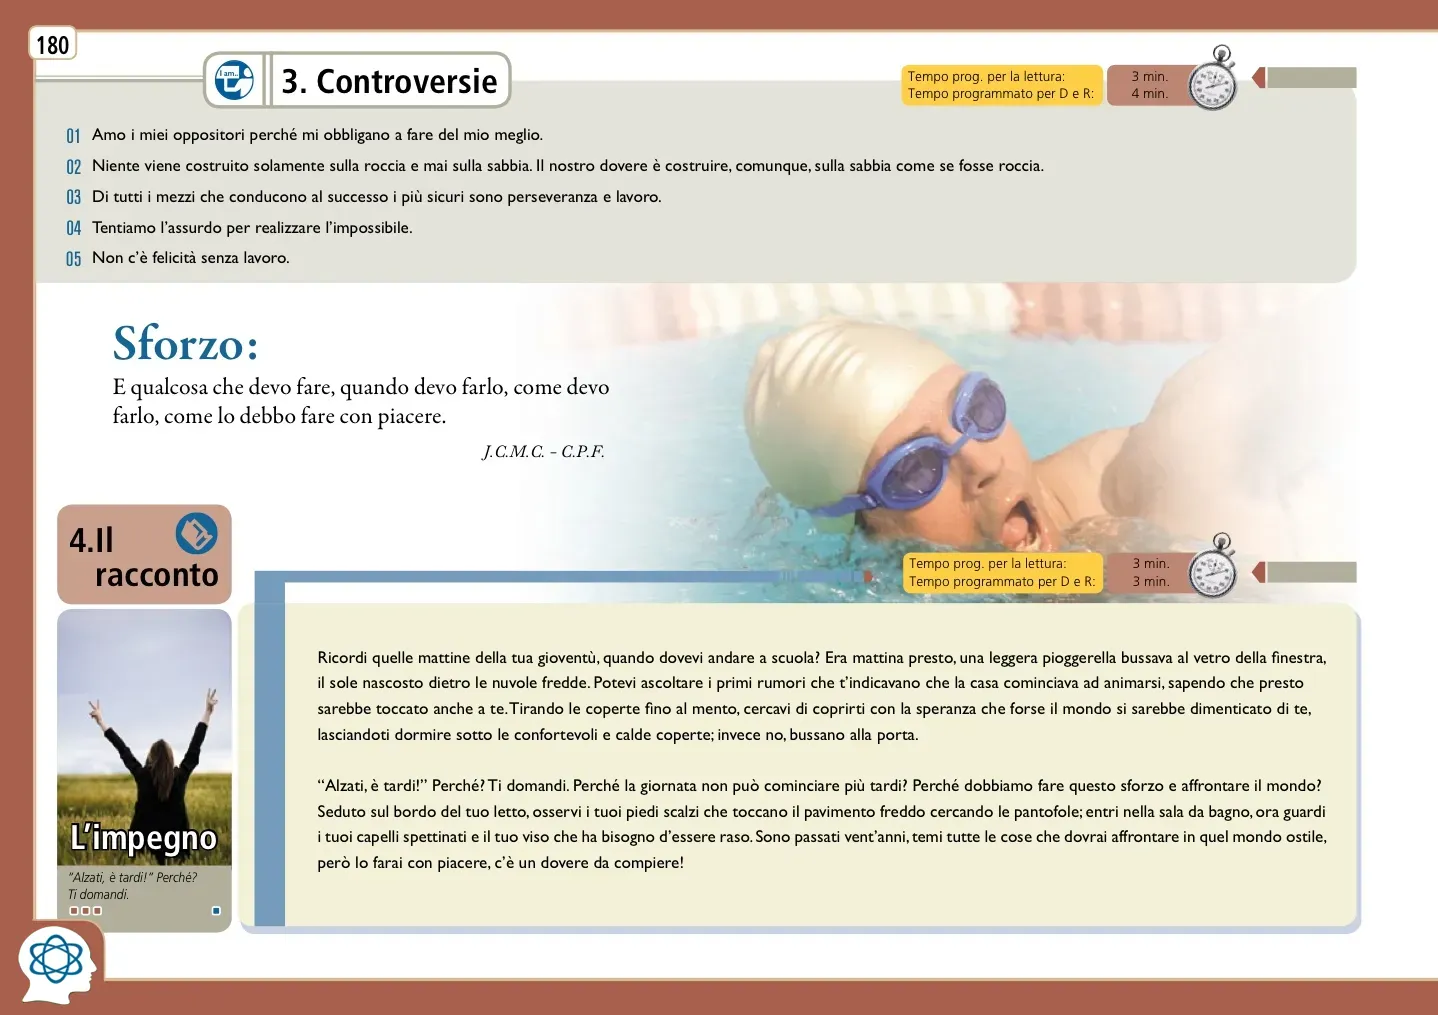 180
I am...
3. Controversie
Tempo prog. per la lettura: 3 min.
Tempo programmato per D e R: 4 min.
01 Amo i miei oppositori perché mi obbligano a fare del mio meglio.
02 Niente viene costruito solamente sulla roccia e mai sulla sabbia. Il nostro dovere è costruire, comunque, sulla sabbia come se fosse roccia.
03 Di tutti i mezzi che conducono al successo i più sicuri sono perseveranza e lavoro.
04 Tentiamo l'assurdo per realizzare l'impossibile.
05 Non c'è felicità senza lavoro.
Sforzo:
E qualcosa che devo fare, quando devo farlo, come devo
farlo, come lo debbo fare con piacere.
J.C.M.C. - C.P.F.
4.Il
racconto
Tempo prog. per la lettura: 3 min.
Tempo programmato per D e R: 3 min.
L'impegno
"Alzati, è tardi!" Perché?
Ti domandi.
Ricordi quelle mattine della tua gioventù, quando dovevi andare a scuola? Era mattina presto, una leggera pioggerella bussava al vetro della finestra,
il sole nascosto dietro le nuvole fredde. Potevi ascoltare i primi rumori che t'indicavano che la casa cominciava ad animarsi, sapendo che presto
sarebbe toccato anche a te. Tirando le coperte fino al mento, cercavi di coprirti con la speranza che forse il mondo si sarebbe dimenticato di te,
lasciandoti dormire sotto le confortevoli e calde coperte; invece no, bussano alla porta.
“Alzati, è tardi!” Perché? Ti domandi. Perché la giornata non può cominciare più tardi? Perché dobbiamo fare questo sforzo e affrontare il mondo?
Seduto sul bordo del tuo letto, osservi i tuoi piedi scalzi che toccano il pavimento freddo cercando le pantofole; entri nella sala da bagno, ora guardi
i tuoi capelli spettinati e il tuo viso che ha bisogno d'essere raso. Sono passati vent'anni, temi tutte le cose che dovrai affrontare in quel mondo ostile,
però lo farai con piacere, c'è un dovere da compiere!